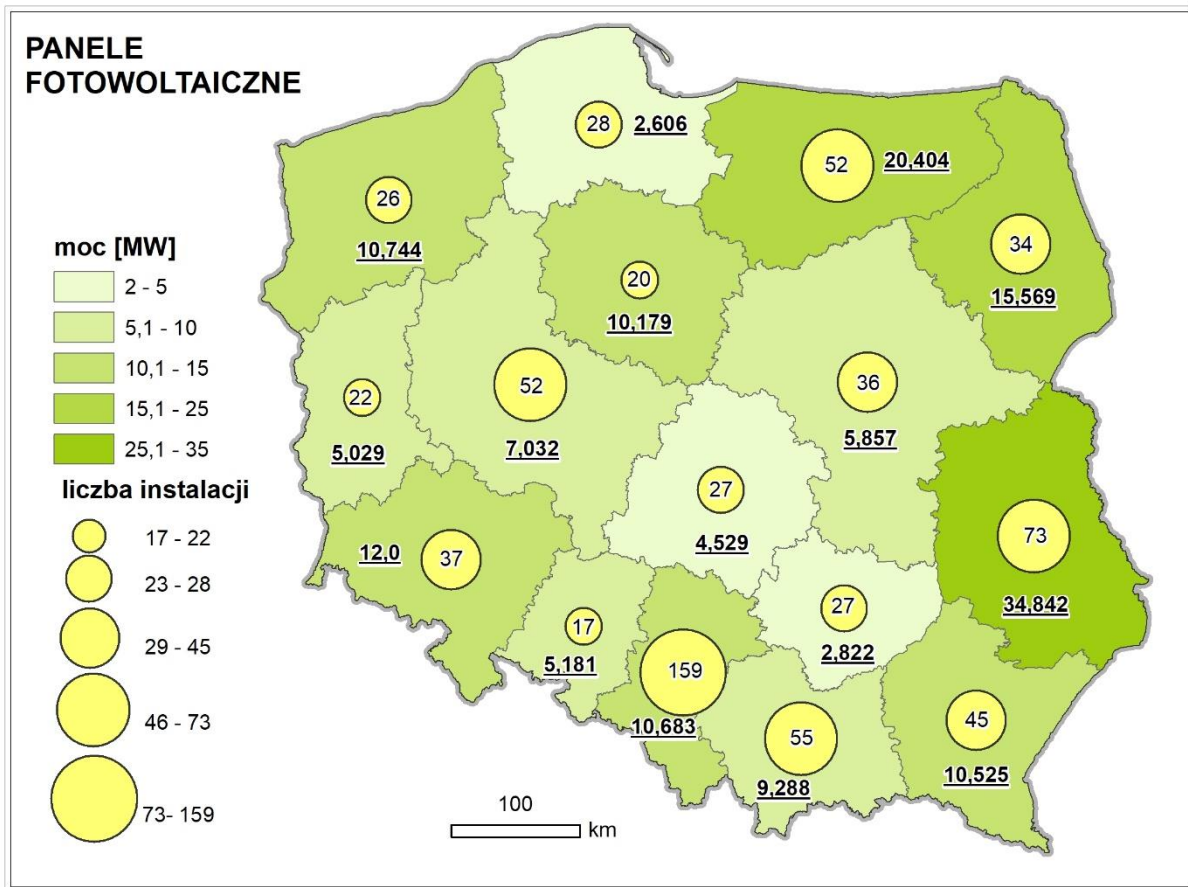 PANELE
FOTOWOLTAICZNE
28
2,606
52
20,404
26
10,744
34
15,569
20
10,179
moc [MW]
2 - 5
5,1 - 10
10,1 - 15
15,1 - 25
25,1 - 35
22
5,029
52
7,032
36
5,857
27
4,529
73
34,842
12,0
37
17
5,181
159
10,683
27
2,822
55
9,288
45
10,525
liczba instalacji
17 - 22
23 - 28
29 - 45
46 - 73
73- 159
100
km